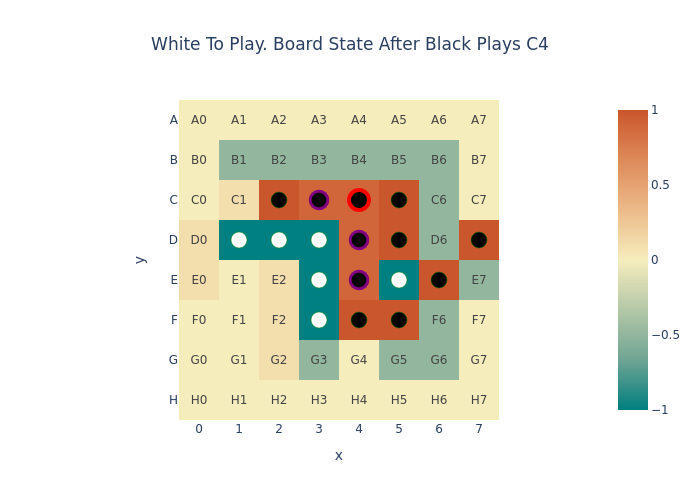 White To Play. Board State After Black Plays C4
A A0 A1 A2 A3 A4 A5 A6 A7
B B0 B1 B2 B3 B4 B5 B6 B7
C C0 C1 C6 C7
D D0 D6
E E0 E1 E2 E7
F F0 F1 F2 F6 F7
G G0 G1 G2 G3 G4 G5 G6 G7
H H0 H1 H2 H3 H4 H5 H6 H7
0 1 2 3 4 5 6 7
x
y
1
0.5
0
−0.5
−1